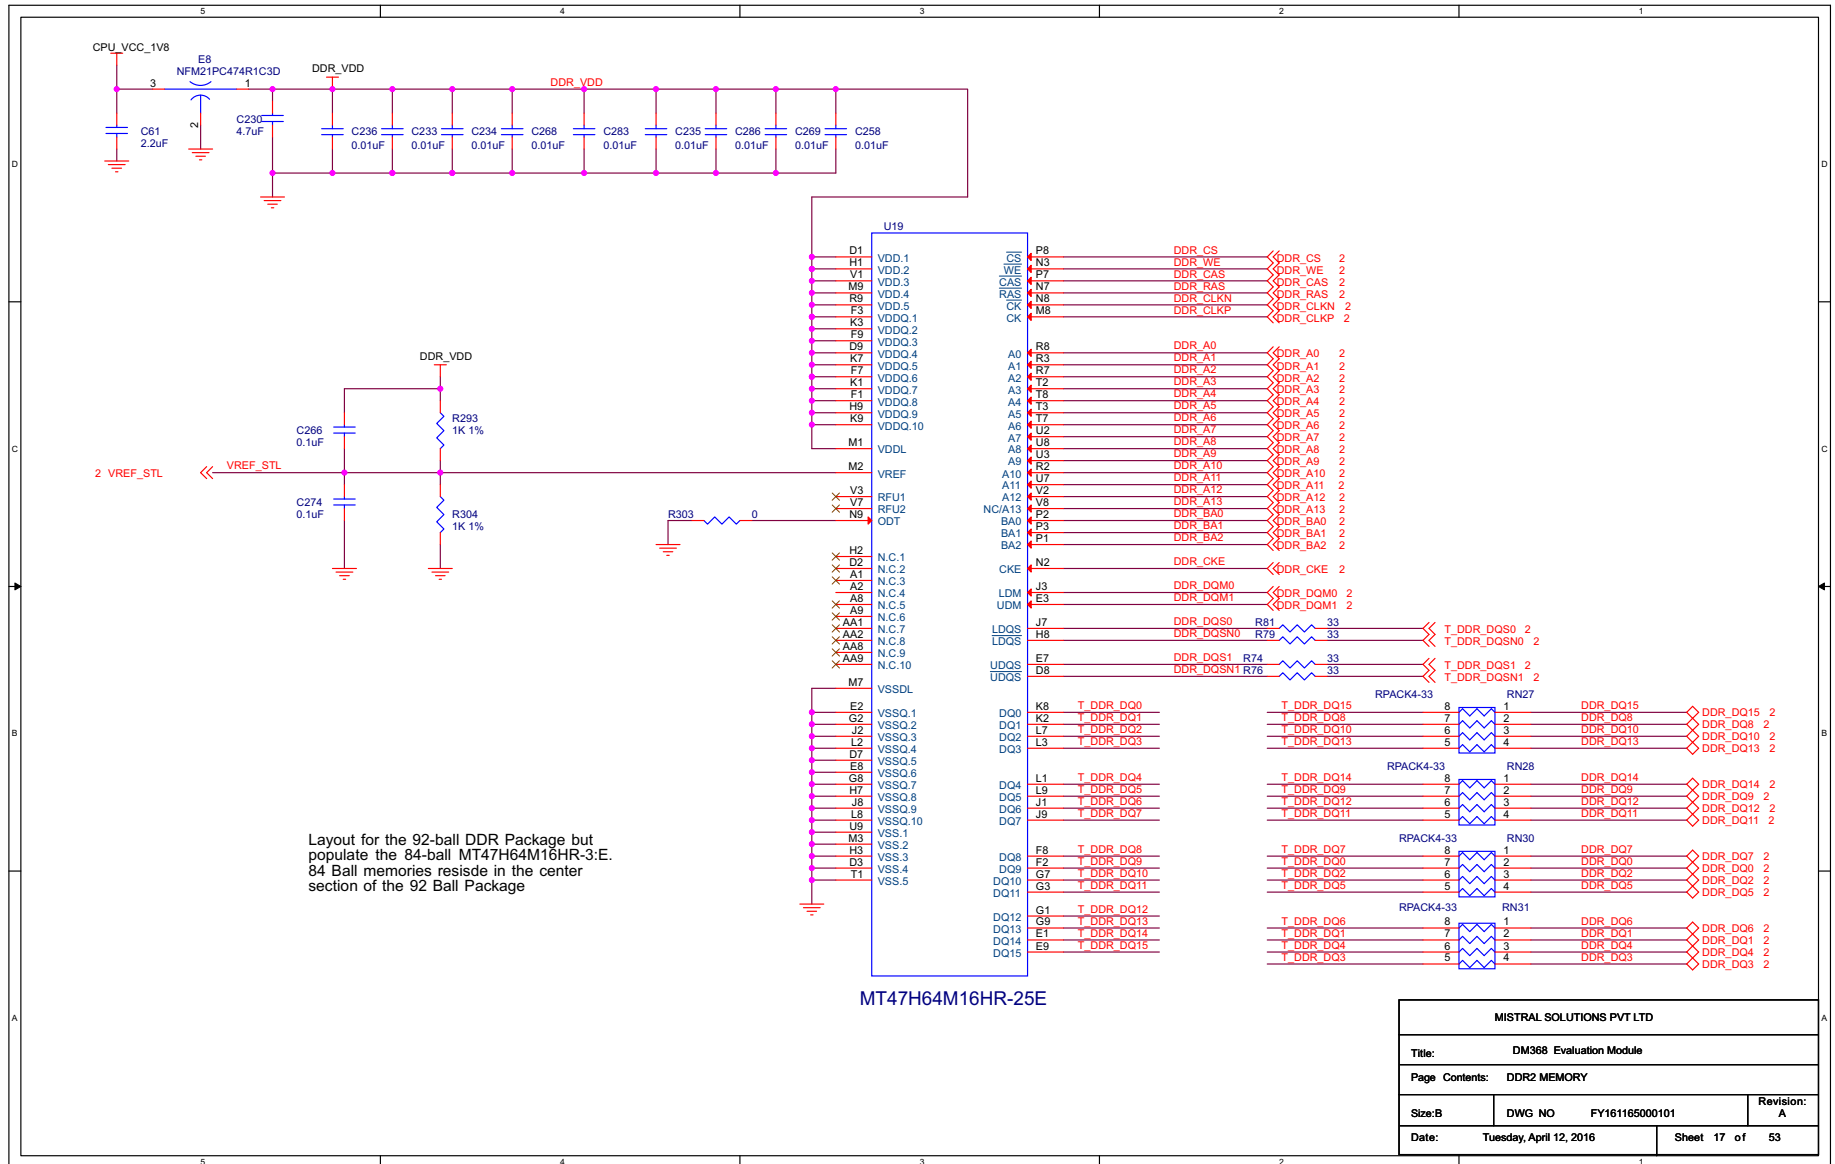 5 4 3 2 1
CPU_VCC_1V8
E8
NFM21PC474R1C3D
3 1
2
DDR_VDD
DDR_VDD
C61
2.2uF
C230
4.7uF
C236
0.01uF
C233
0.01uF
C234
0.01uF
C268
0.01uF
C283
0.01uF
C235
0.01uF
C286
0.01uF
C269
0.01uF
C258
0.01uF
D D
U19
D1 VDD.1
H1 VDD.2
V1 VDD.3
M9 VDD.4
R9 VDD.5
F3 VDDQ.1
K3 VDDQ.2
F9 VDDQ.3
D9 VDDQ.4
K7 VDDQ.5
F7 VDDQ.6
K1 VDDQ.7
F1 VDDQ.8
H9 VDDQ.9
K9 VDDQ.10
M1 VDDL
M2 VREF
V3 RFU1
V7 RFU2
N9 ODT
H2 N.C.1
D2 N.C.2
A1 N.C.3
A2 N.C.4
A8 N.C.5
A9 N.C.6
AA1 N.C.7
AA2 N.C.8
AA8 N.C.9
AA9 N.C.10
M7 VSSDL
E2 VSSQ.1
G2 VSSQ.2
J2 VSSQ.3
L2 VSSQ.4
D7 VSSQ.5
E8 VSSQ.6
G8 VSSQ.7
H7 VSSQ.8
J8 VSSQ.9
L8 VSSQ.10
U9 VSS.1
M3 VSS.2
H3 VSS.3
D3 VSS.4
T1 VSS.5
CS P8 DDR_CS DDR_CS 2
WE N3 DDR_WE DDR_WE 2
CAS P7 DDR_CAS DDR_CAS 2
RAS N7 DDR_RAS DDR_RAS 2
CK N8 DDR_CLKN DDR_CLKN 2
CK M8 DDR_CLKP DDR_CLKP 2
A0 R8 DDR_A0 DDR_A0 2
A1 R3 DDR_A1 DDR_A1 2
A2 R7 DDR_A2 DDR_A2 2
A3 T2 DDR_A3 DDR_A3 2
A4 T8 DDR_A4 DDR_A4 2
A5 T3 DDR_A5 DDR_A5 2
A6 T7 DDR_A6 DDR_A6 2
A7 U2 DDR_A7 DDR_A7 2
A8 U8 DDR_A8 DDR_A8 2
A9 U3 DDR_A9 DDR_A9 2
A10 R2 DDR_A10 DDR_A10 2
A11 U7 DDR_A11 DDR_A11 2
A12 V2 DDR_A12 DDR_A12 2
NC/A13 V8 DDR_A13 DDR_A13 2
BA0 P2 DDR_BA0 DDR_BA0 2
BA1 P3 DDR_BA1 DDR_BA1 2
BA2 P1 DDR_BA2 DDR_BA2 2
CKE N2 DDR_CKE DDR_CKE 2
LDM J3 DDR_DQM0 DDR_DQM0 2
UDM E3 DDR_DQM1 DDR_DQM1 2
LDQS J7 DDR_DQS0 R81 33 T_DDR_DQS0 2
LDQS H8 DDR_DQSN0 R79 33 T_DDR_DQSN0 2
UDQS E7 DDR_DQS1 R74 33 T_DDR_DQS1 2
UDQS D8 DDR_DQSN1 R76 33 T_DDR_DQSN1 2
DQ0 K8 T_DDR_DQ0
DQ1 K2 T_DDR_DQ1
DQ2 L7 T_DDR_DQ2
DQ3 L3 T_DDR_DQ3
DQ4 L1 T_DDR_DQ4
DQ5 L9 T_DDR_DQ5
DQ6 J1 T_DDR_DQ6
DQ7 J9 T_DDR_DQ7
DQ8 F8 T_DDR_DQ8
DQ9 F2 T_DDR_DQ9
DQ10 G7 T_DDR_DQ10
DQ11 G3 T_DDR_DQ11
DQ12 G1 T_DDR_DQ12
DQ13 G9 T_DDR_DQ13
DQ14 E1 T_DDR_DQ14
DQ15 E9 T_DDR_DQ15
MT47H64M16HR-25E
RPACK4-33 RN27
T_DDR_DQ15 8 1 DDR_DQ15 DDR_DQ15 2
T_DDR_DQ8 7 2 DDR_DQ8 DDR_DQ8 2
T_DDR_DQ10 6 3 DDR_DQ10 DDR_DQ10 2
T_DDR_DQ13 5 4 DDR_DQ13 DDR_DQ13 2
RPACK4-33 RN28
T_DDR_DQ14 8 1 DDR_DQ14 DDR_DQ14 2
T_DDR_DQ9 7 2 DDR_DQ9 DDR_DQ9 2
T_DDR_DQ12 6 3 DDR_DQ12 DDR_DQ12 2
T_DDR_DQ11 5 4 DDR_DQ11 DDR_DQ11 2
RPACK4-33 RN30
T_DDR_DQ7 8 1 DDR_DQ7 DDR_DQ7 2
T_DDR_DQ0 7 2 DDR_DQ0 DDR_DQ0 2
T_DDR_DQ2 6 3 DDR_DQ2 DDR_DQ2 2
T_DDR_DQ5 5 4 DDR_DQ5 DDR_DQ5 2
RPACK4-33 RN31
T_DDR_DQ6 8 1 DDR_DQ6 DDR_DQ6 2
T_DDR_DQ1 7 2 DDR_DQ1 DDR_DQ1 2
T_DDR_DQ4 6 3 DDR_DQ4 DDR_DQ4 2
T_DDR_DQ3 5 4 DDR_DQ3 DDR_DQ3 2
DDR_VDD
C266
0.1uF
R293
1K 1%
2 VREF_STL VREF_STL
C274
0.1uF
R304
1K 1%
R303 0
C C
B B
Layout for the 92-ball DDR Package but
populate the 84-ball MT47H64M16HR-3:E.
84 Ball memories resisde in the center
section of the 92 Ball Package
A A
MISTRAL SOLUTIONS PVT LTD
Title: DM368 Evaluation Module
Page Contents: DDR2 MEMORY
Size:B DWG NO FY161165000101 Revision: A
Date: Tuesday, April 12, 2016 Sheet 17 of 53
5 4 3 2 1